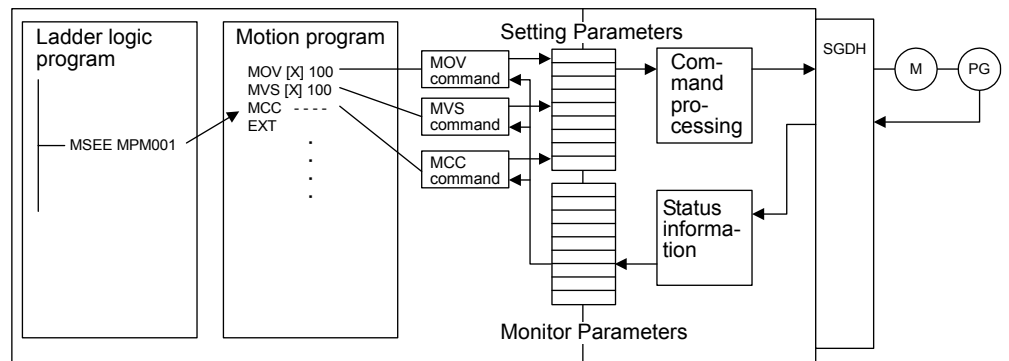 Ladder logic
program
MSEE MPM001
Motion program
MOV [X] 100
MVS [X] 100
MCC - - - -
EXT
Setting Parameters
MOV
command
MVS
command
MCC
command
Com-
mand
pro-
cessing
Status
informa-
tion
Monitor Parameters
SGDH
M
PG